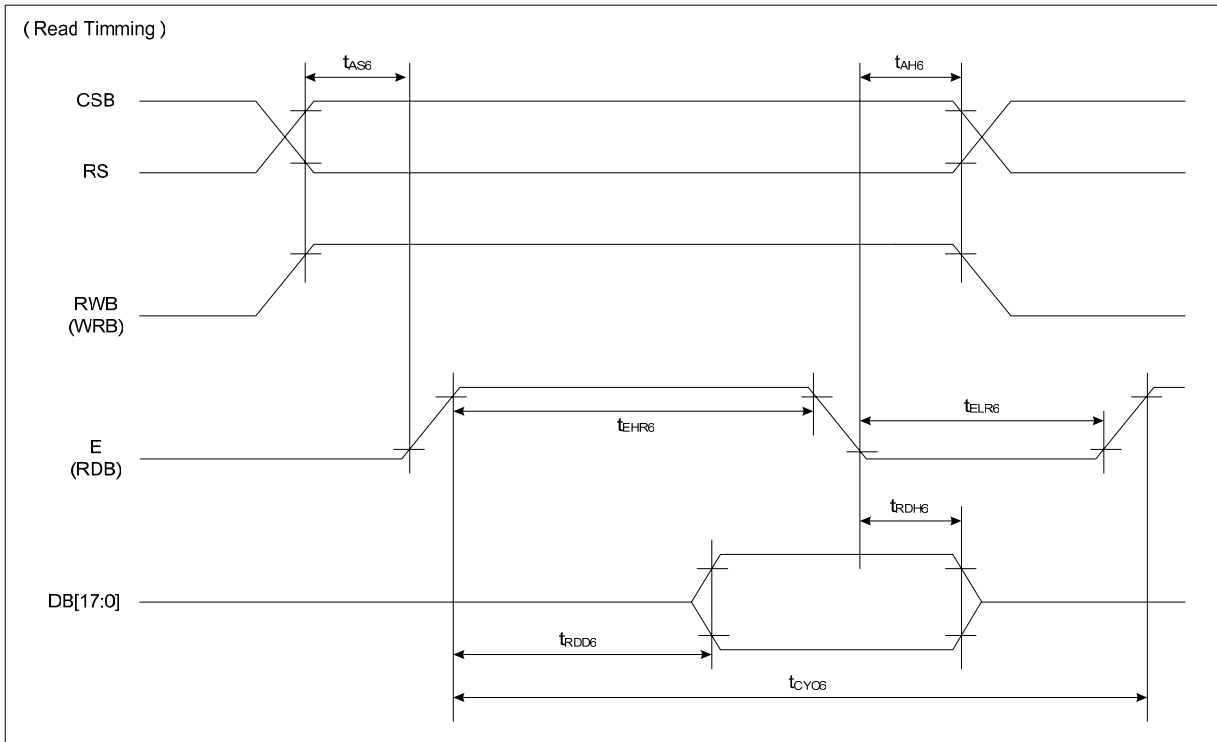 ( Read Timming )
tAS6
tAH6
CSB
RS
RWB
(WRB)
tEHR6
tELR6
E
(RDB)
tRDH6
DB[17:0]
tRDD6
tCYC6